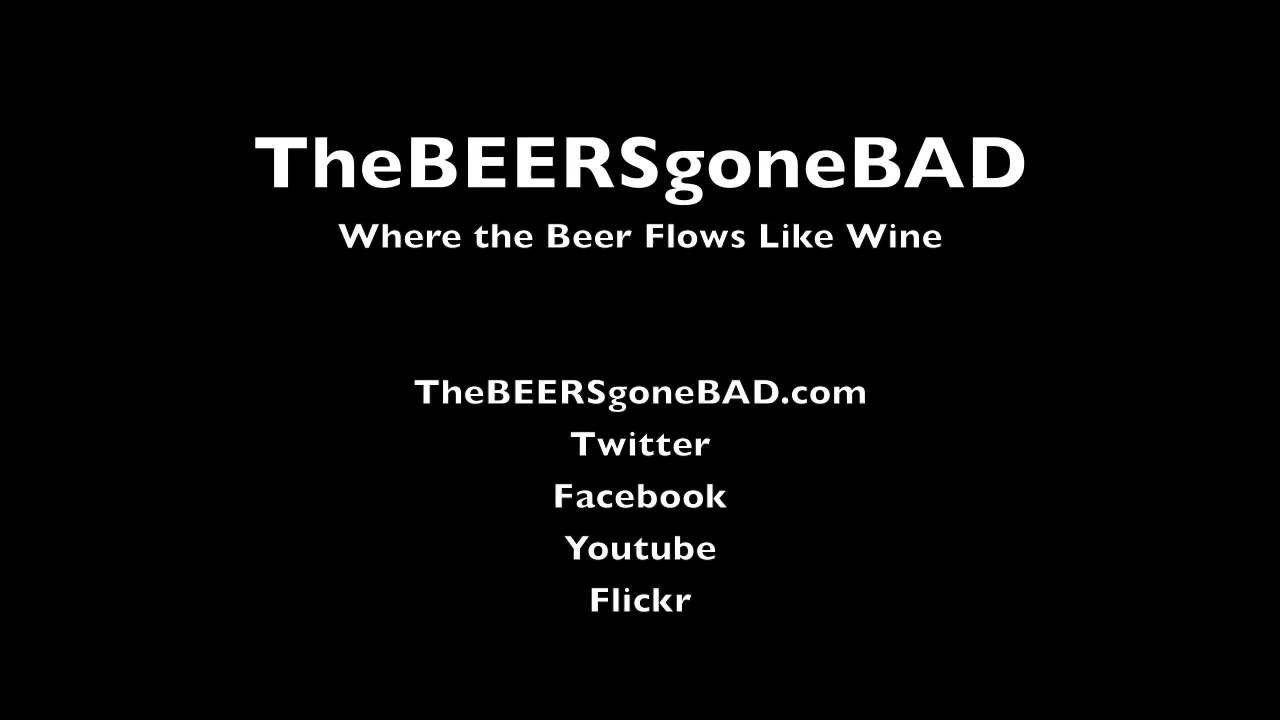 TheBEERSgoneBAD
Where the Beer Flows Like Wine
TheBEERSgoneBAD.com
Twitter
Facebook
Youtube
Flickr